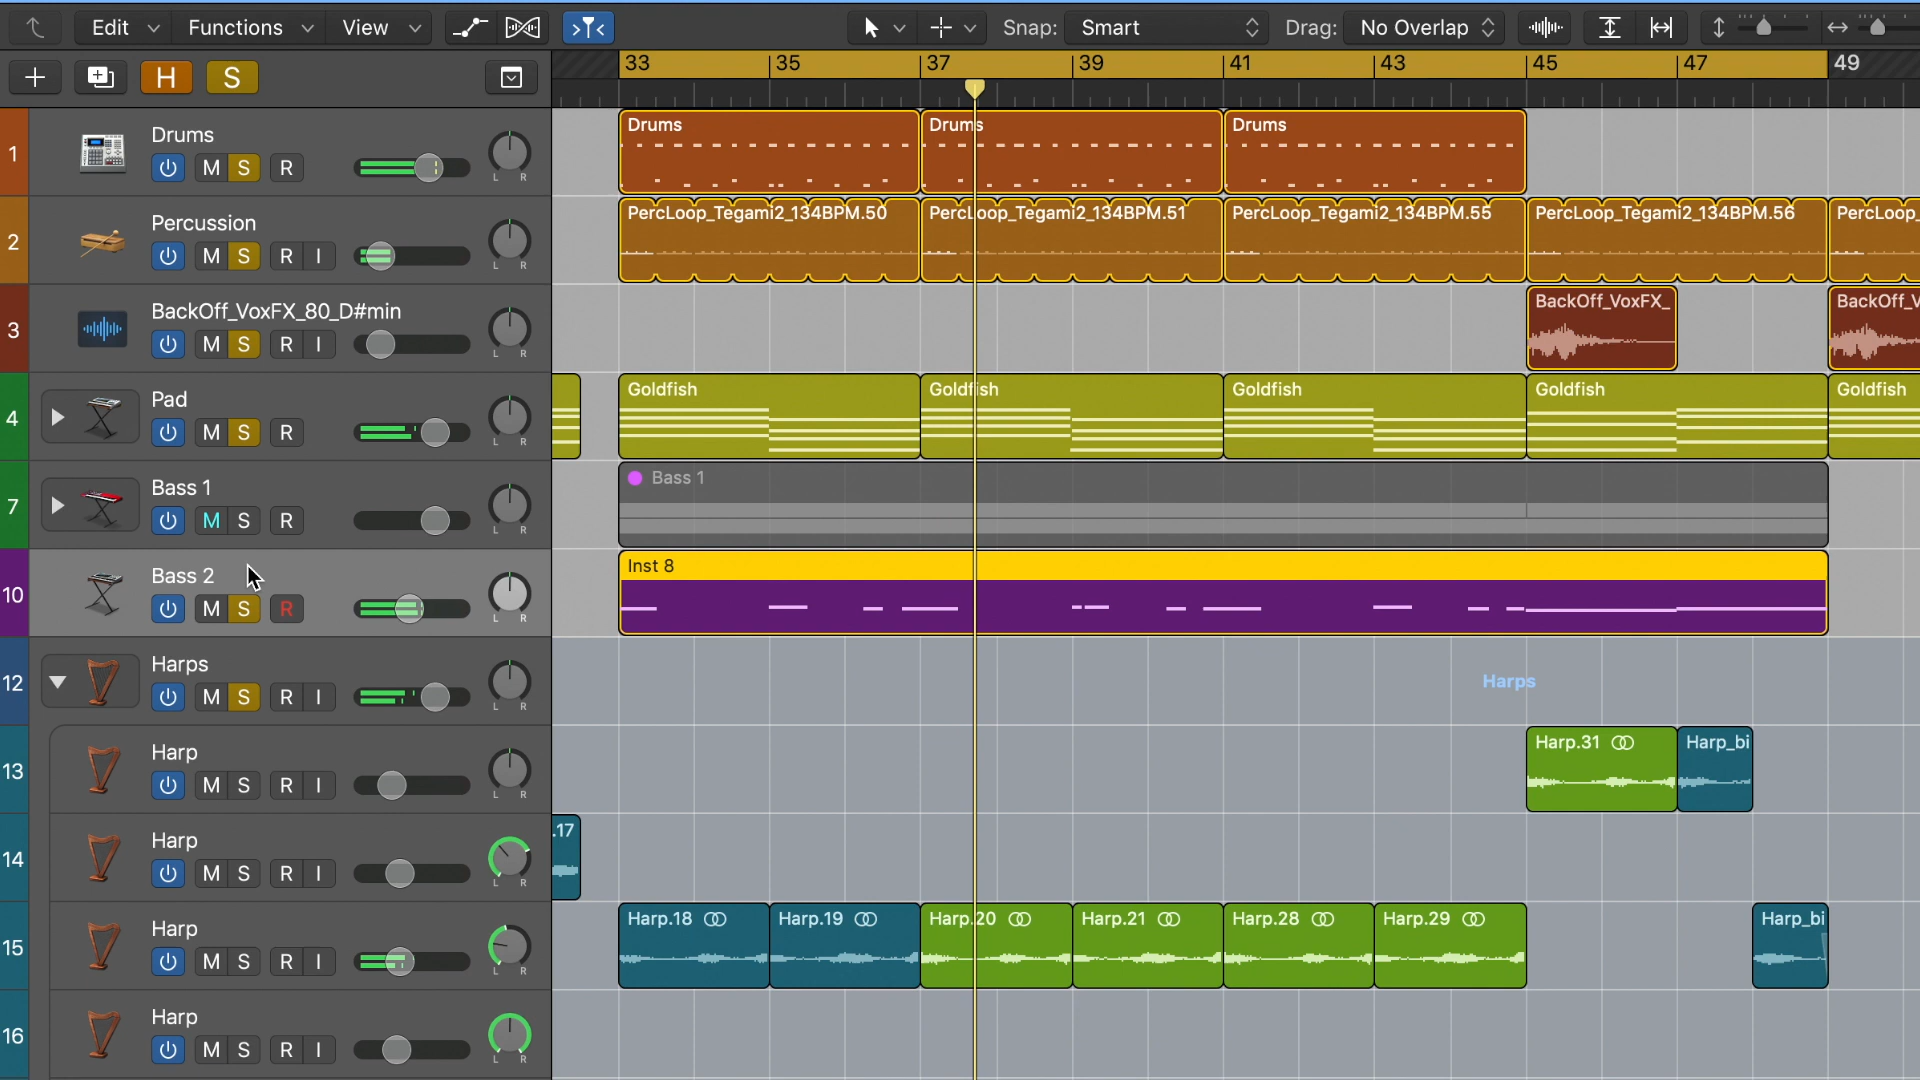 Edit Functions View Snap: Smart Drag: No Overlap
H S 33 35 37 39 41 43 45 47 49
1 Drums Drums Drums Drums
M S R L R
2 Percussion PercLoop_Tegami2_134BPM.50 PercLoop_Tegami2_134BPM.51 PercLoop_Tegami2_134BPM.55 PercLoop_Tegami2_134BPM.56 PercLoop_
M S R I L R
3 BackOff_VoxFX_80_D#min BackOff_VoxFX_ BackOff_V
M S R I L R
4 Pad Goldfish Goldfish Goldfish Goldfish Goldfish
M S R L R
7 Bass 1 Bass 1
M S R L R
10 Bass 2 Inst 8
M S R L R
12 Harps Harps
M S R I L R
13 Harp Harp.31 Harp_bi
M S R I L R
14 Harp .17
M S R I L R
15 Harp Harp.18 Harp.19 Harp.20 Harp.21 Harp.28 Harp.29 Harp_bi
M S R I L R
16 Harp
M S R I L R